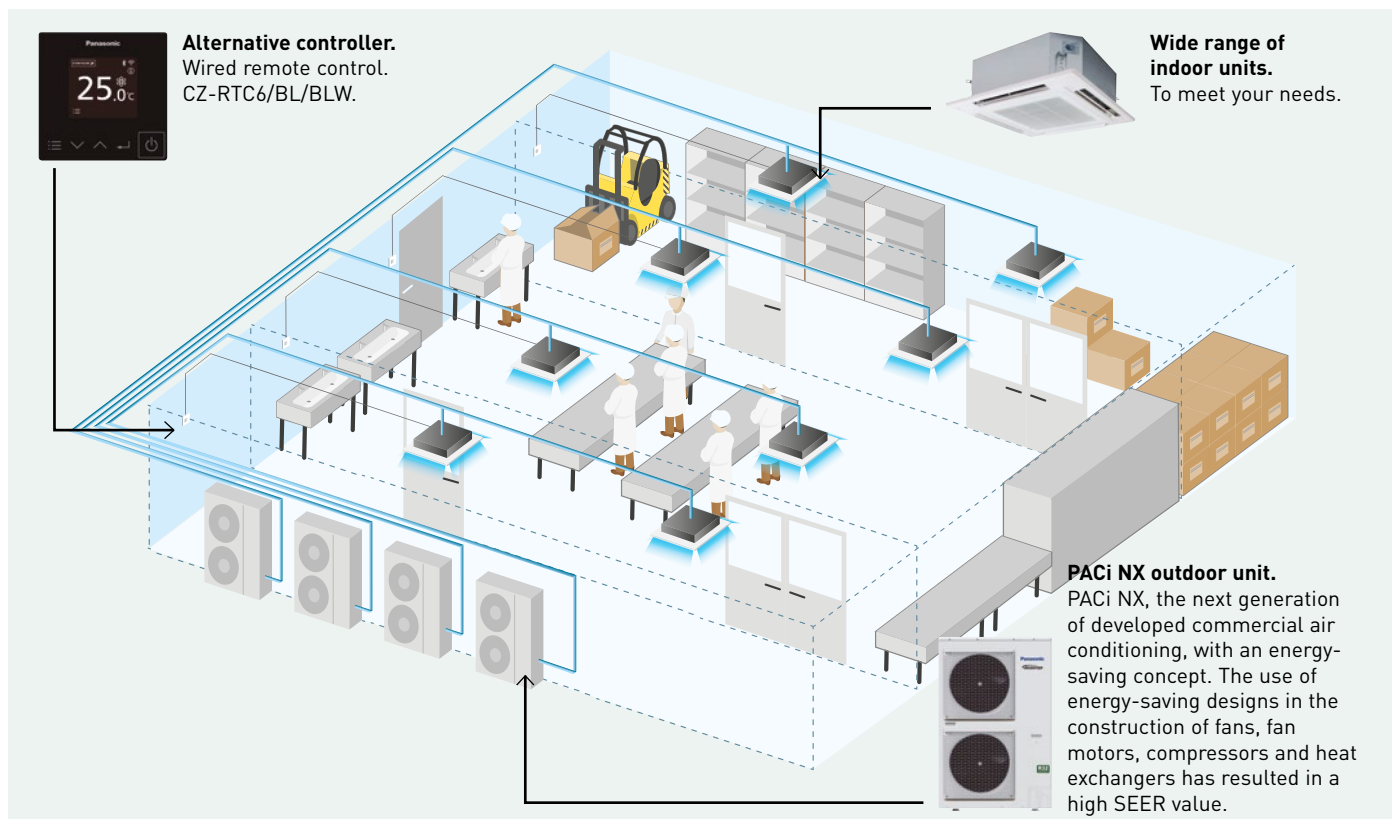 Panasonic
25.0°c
Alternative controller.
Wired remote control.
CZ-RTC6/BL/BLW.
Wide range of
indoor units.
To meet your needs.
PACi NX outdoor unit.
PACi NX, the next generation
of developed commercial air
conditioning, with an energy-
saving concept. The use of
energy-saving designs in the
construction of fans, fan
motors, compressors and heat
exchangers has resulted in a
high SEER value.
Panasonic
R32